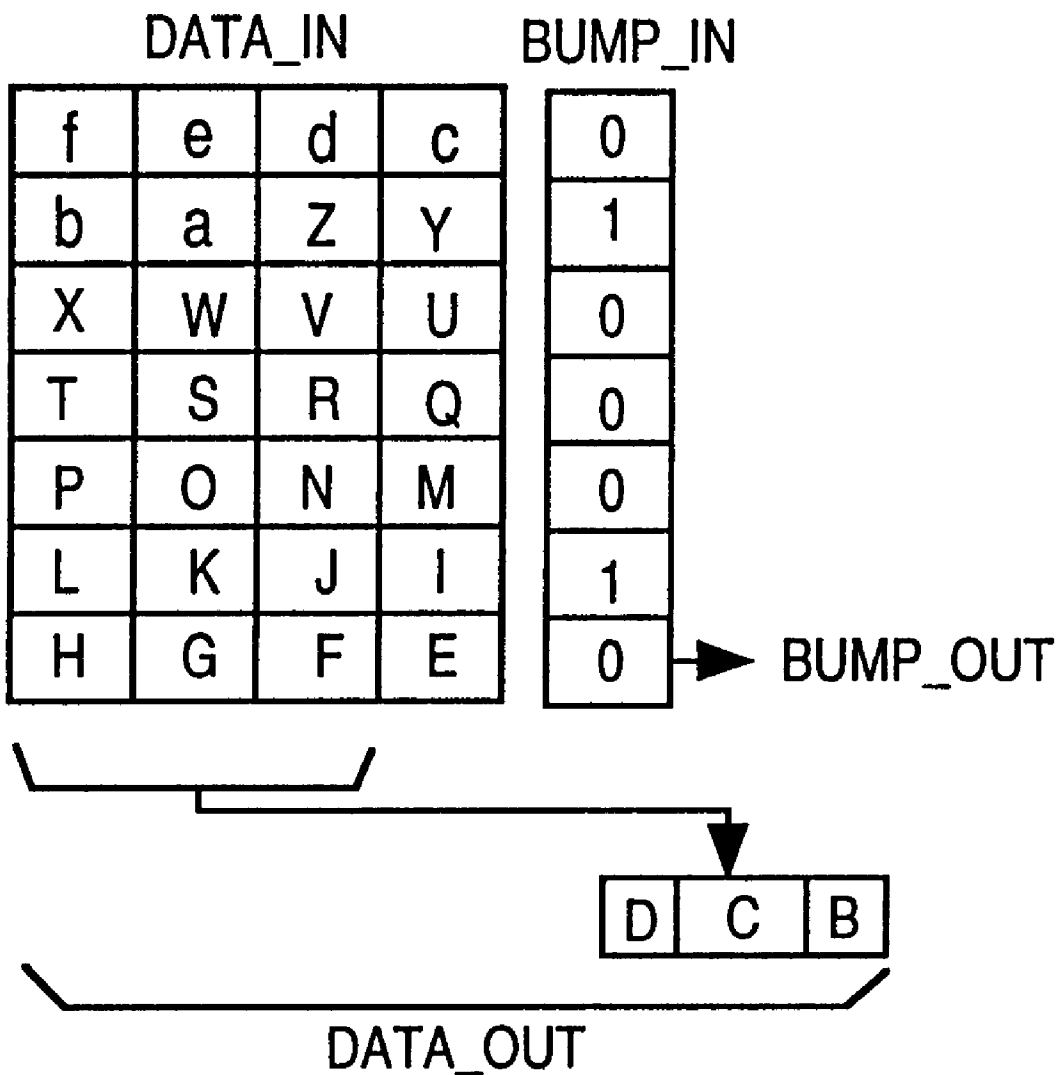 DATA_IN BUMP_IN
f e d c 0
b a Z Y 1
X W V U 0
T S R Q 0
P O N M 0
L K J I 1
H G F E 0 BUMP_OUT
D C B
DATA_OUT